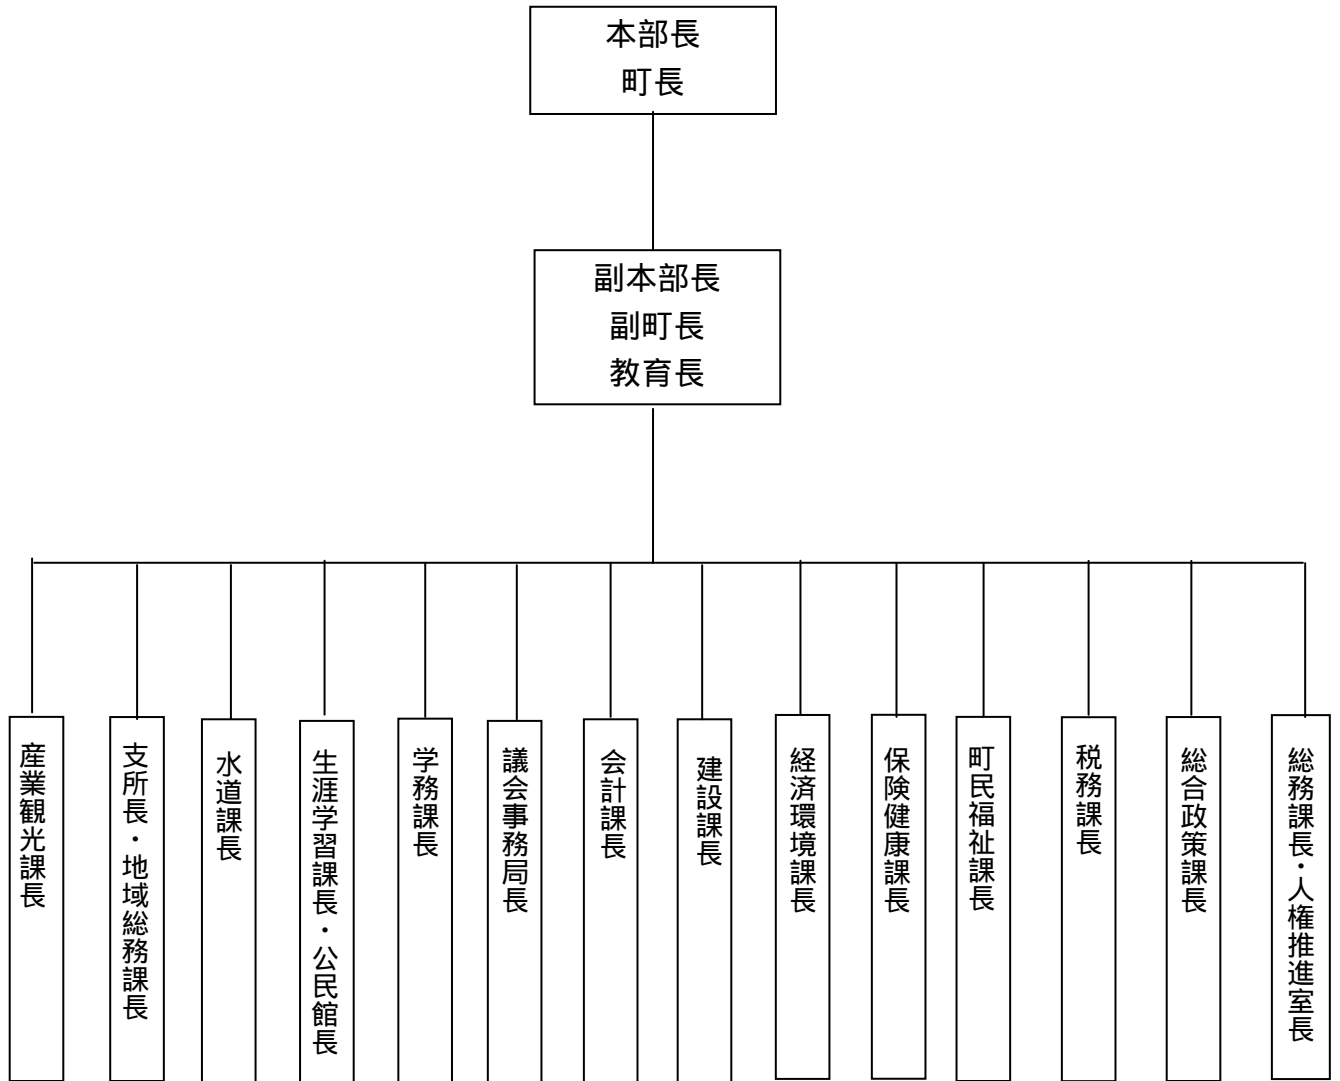 本部長
町長
副本部長
副町長
教育長
総務課長・人権推進室長
総合政策課長
税務課長
町民福祉課長
保険健康課長
経済環境課長
建設課長
会計課長
議会事務局長
学務課長
生涯学習課長・公民館長
水道課長
支所長・地域総務課長
産業観光課長